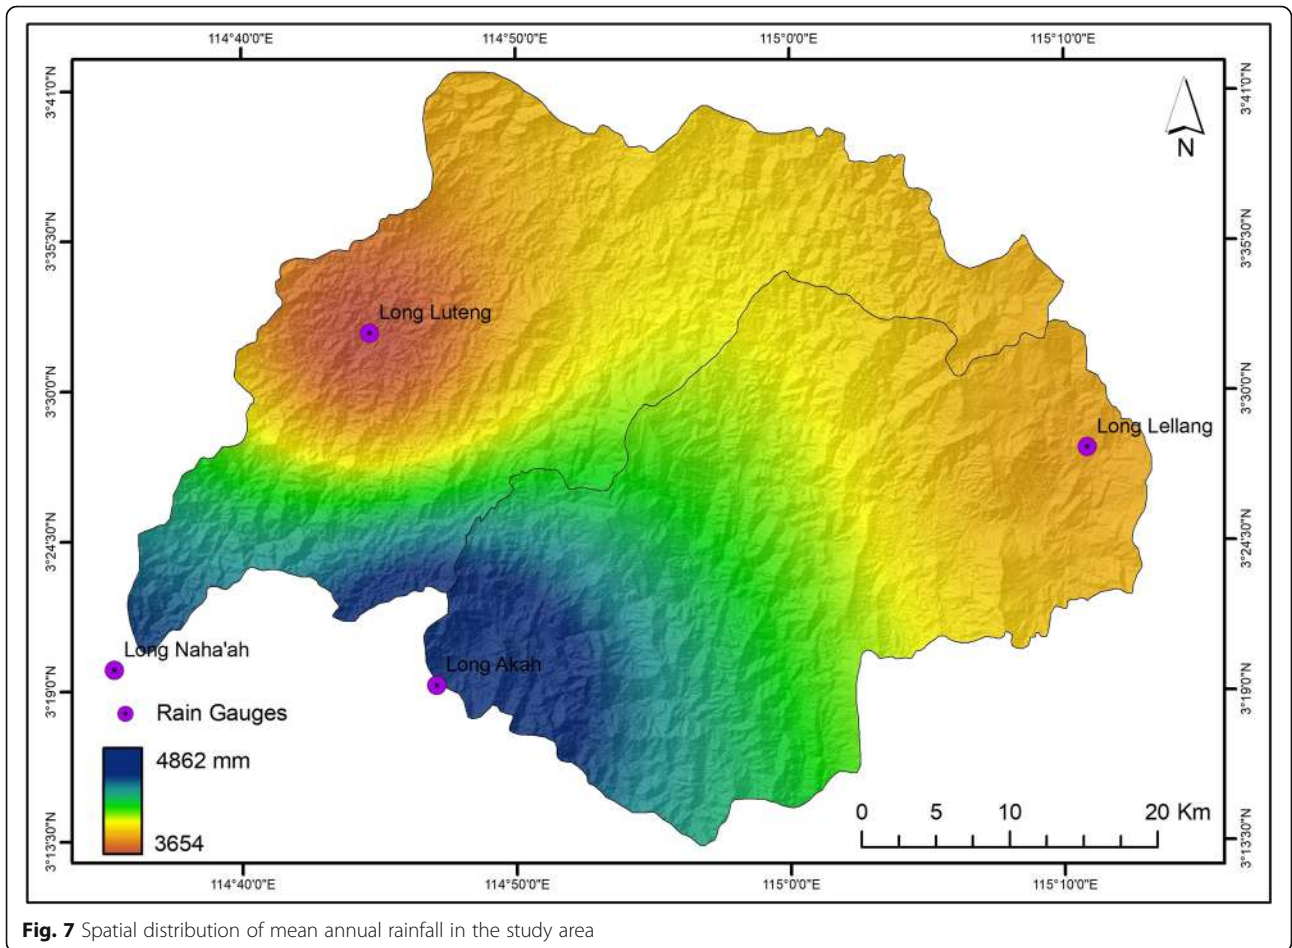 114°40'0"E 114°50'0"E 115°0'0"E 115°10'0"E
3°41'0"N
3°35'30"N
3°30'0"N
3°24'30"N
3°19'0"N
3°13'30"N
N
Long Luteng
Long Lellang
Long Naha'ah
Long Akah
Rain Gauges
4862 mm
3654
0 5 10 20 Km
3°41'0"N
3°35'30"N
3°30'0"N
3°24'30"N
3°19'0"N
3°13'30"N
114°40'0"E 114°50'0"E 115°0'0"E 115°10'0"E
Fig. 7 Spatial distribution of mean annual rainfall in the study area